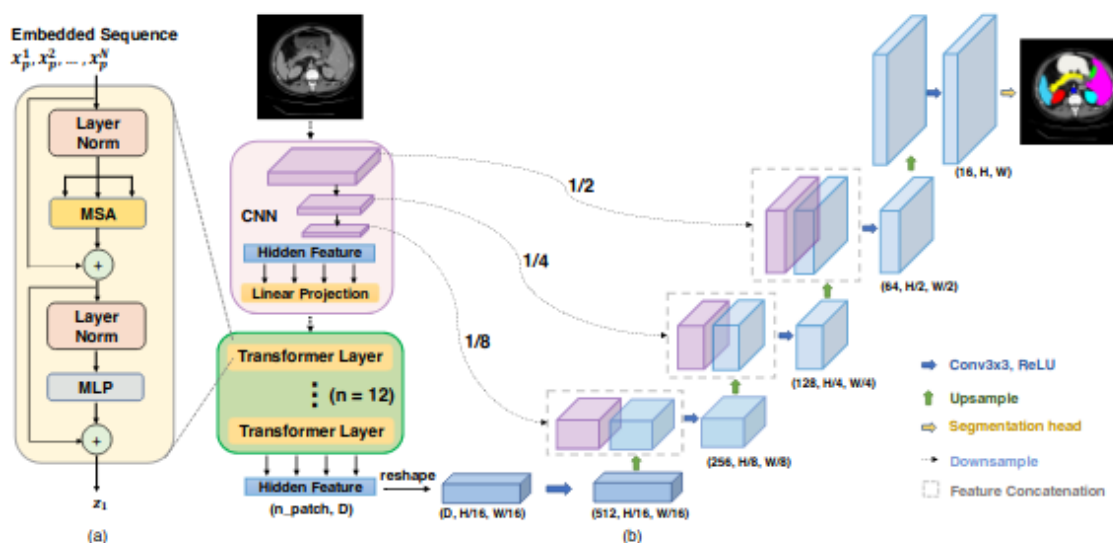 Embedded Sequence
x_p^1, x_p^2, ..., x_p^N
Layer
Norm
MSA
+
Layer
Norm
MLP
+
z_1
(a)
CNN
Hidden Feature
Linear Projection
Transformer Layer
(n = 12)
Transformer Layer
Hidden Feature
(n_patch, D)
reshape
(D, H/16, W/16)
(512, H/16, W/16)
(b)
1/2
1/4
1/8
(256, H/8, W/8)
(128, H/4, W/4)
(64, H/2, W/2)
(16, H, W)
Conv3x3, ReLU
Upsample
Segmentation head
Downsample
Feature Concatenation